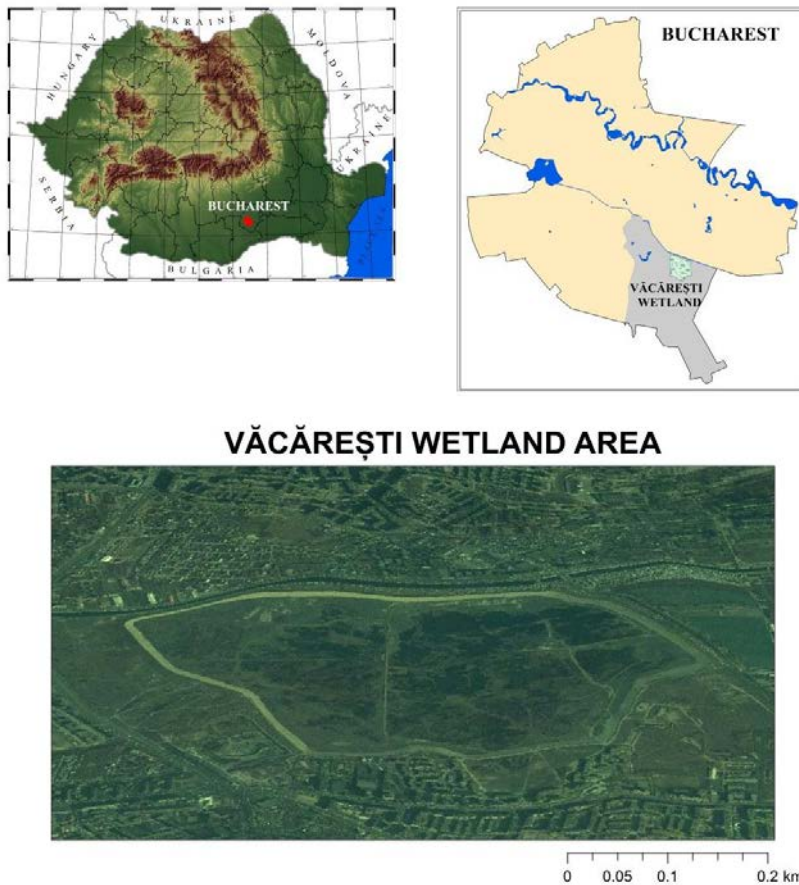 UKRAINE
HUNGARY
MOLDOVA
UKRAINE
SERBIA
BUCHAREST
BULGARIA
BUCHAREST
VĂCĂREȘTI
WETLAND
VĂCĂREȘTI WETLAND AREA
0 0.05 0.1 0.2 km